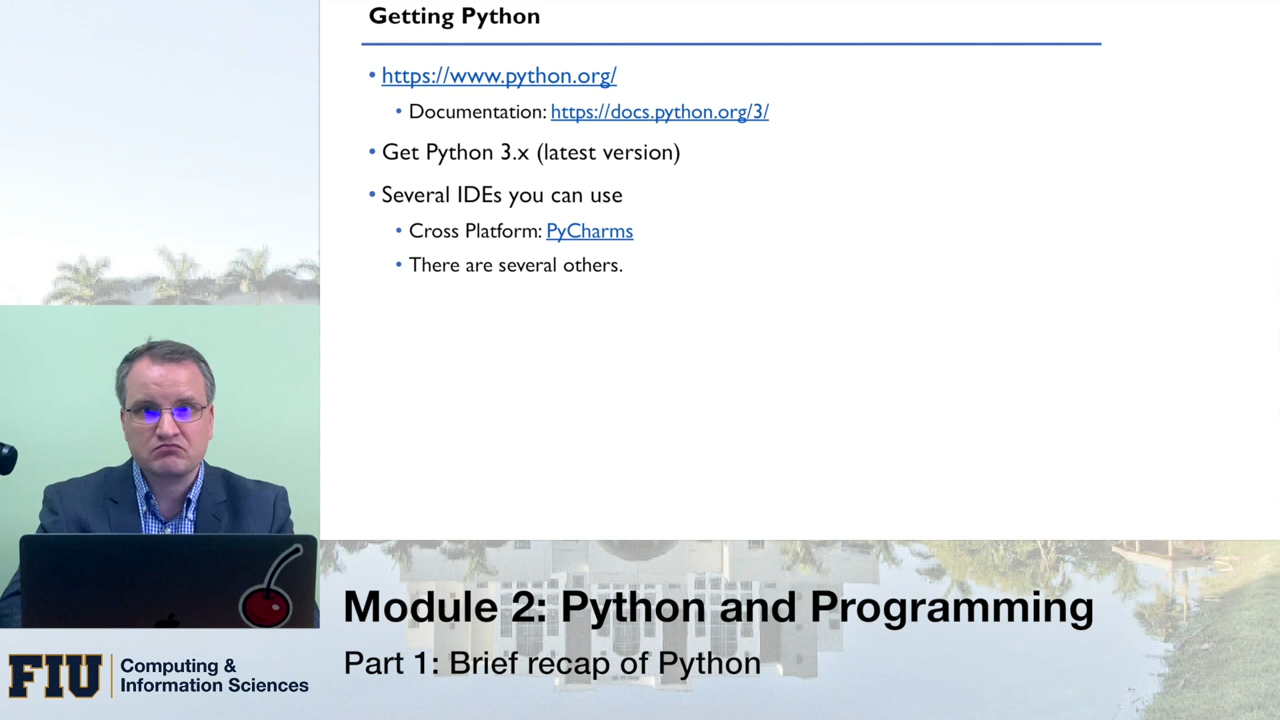 Getting Python
• https://www.python.org/
• Documentation: https://docs.python.org/3/
• Get Python 3.x (latest version)
• Several IDEs you can use
• Cross Platform: PyCharms
• There are several others.
Module 2: Python and Programming
Part 1: Brief recap of Python
FIU
Computing &
Information Sciences